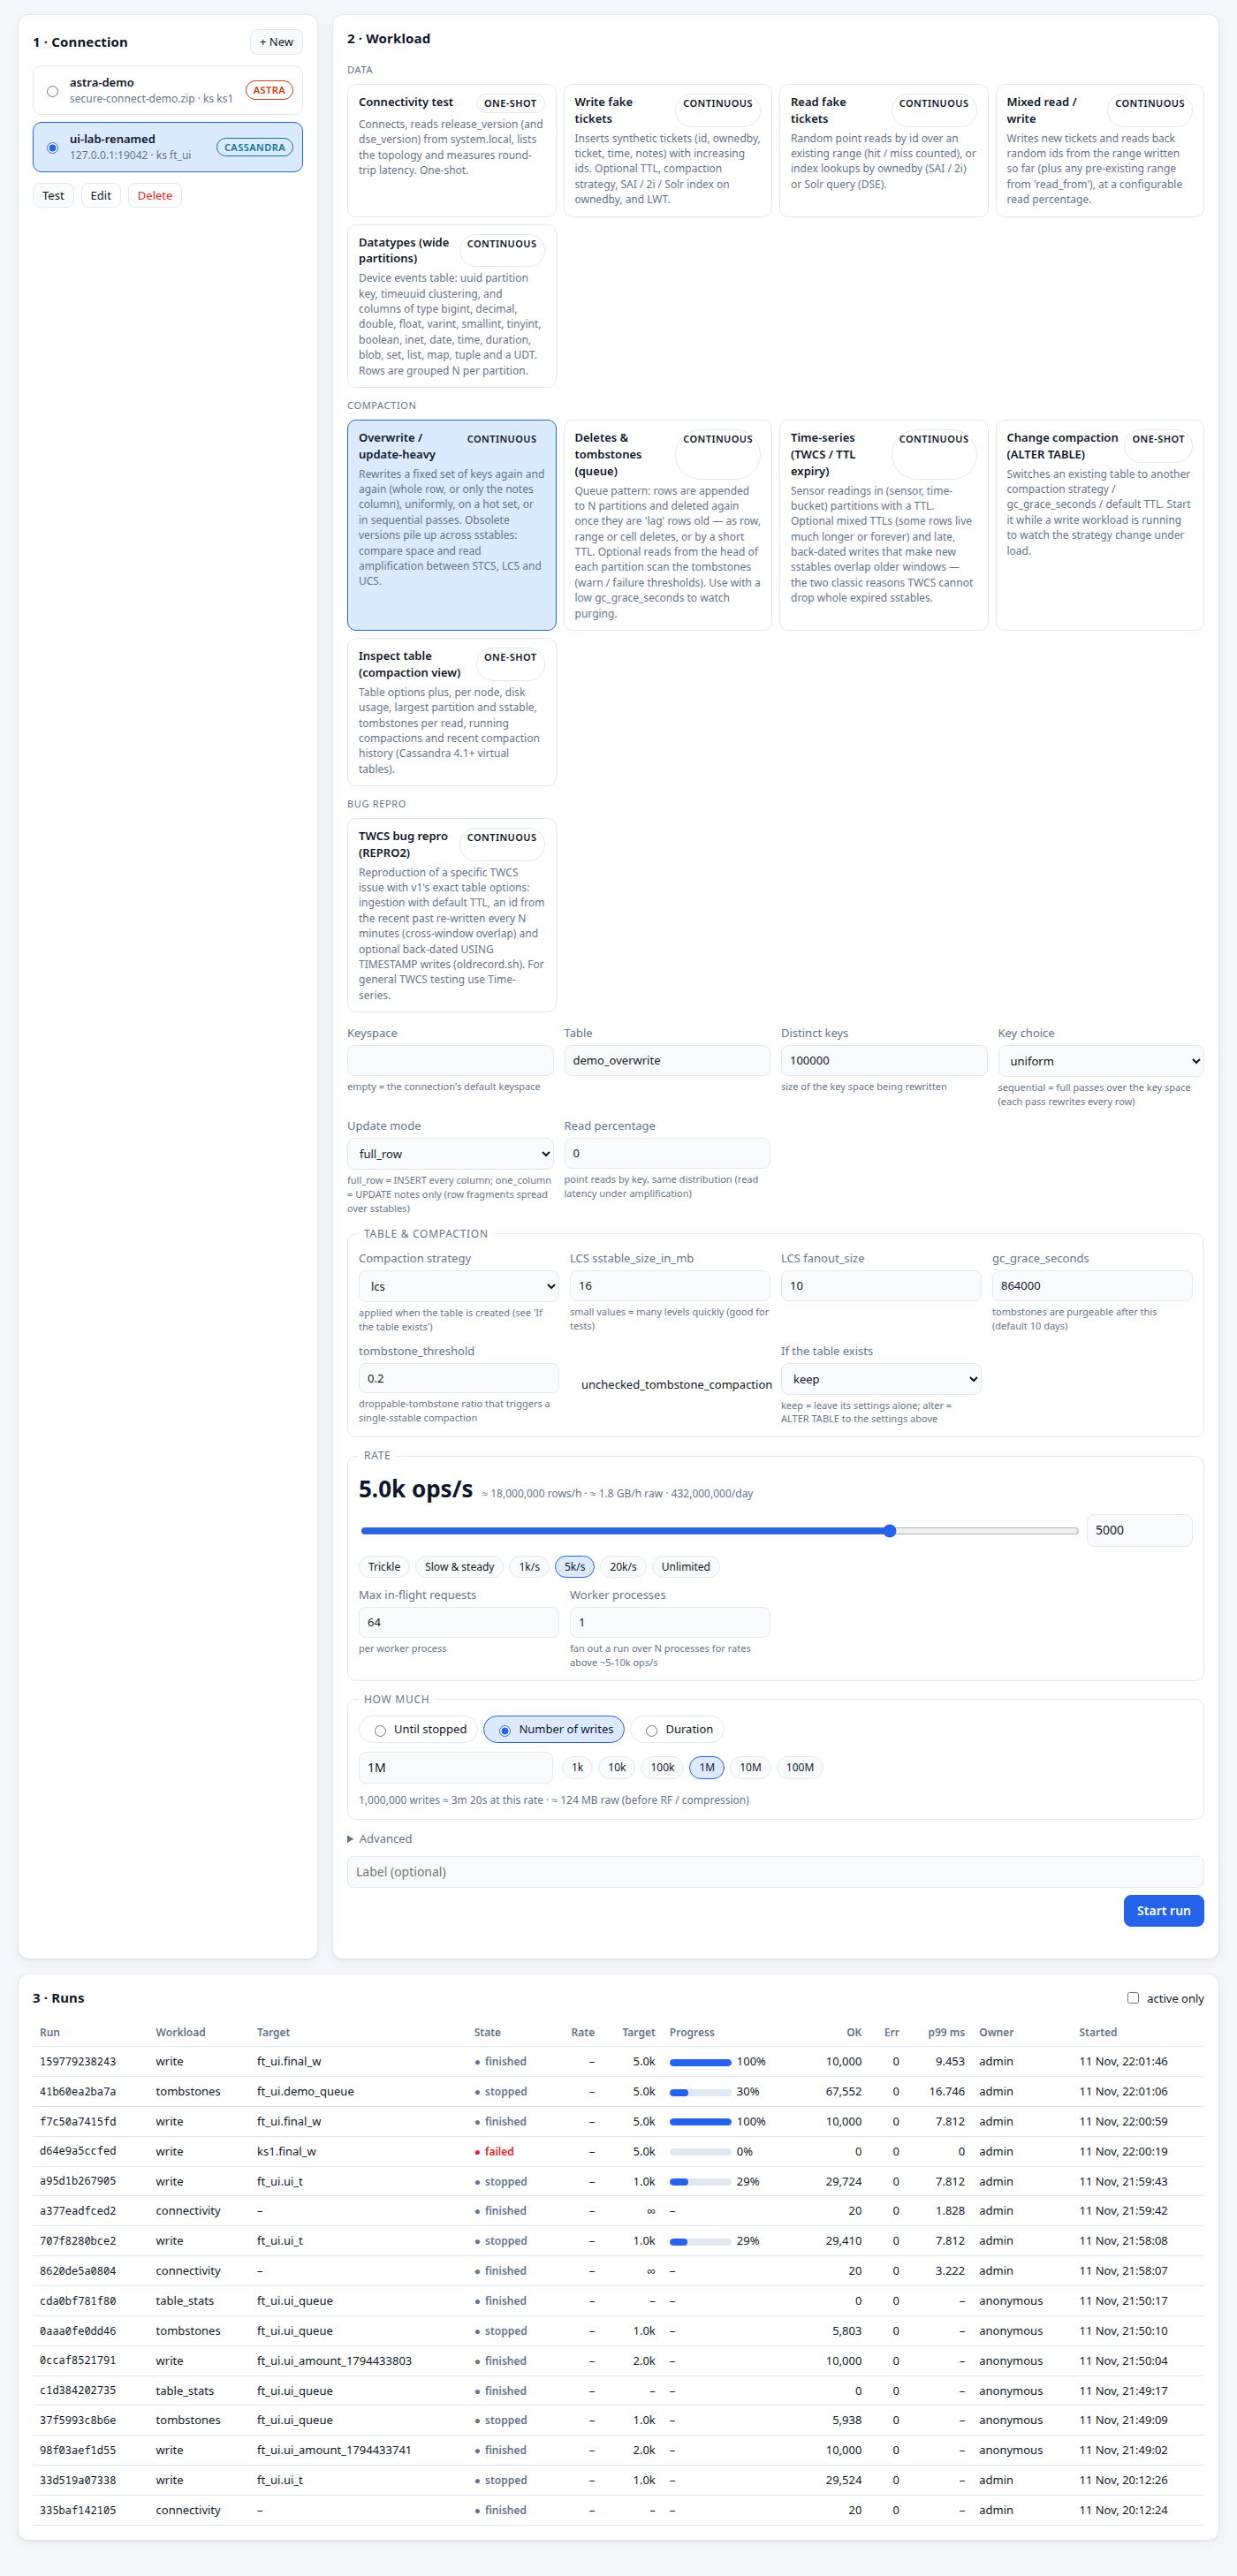 1 · Connection
+ New
astra-demo
secure-connect-demo.zip · ks ks1
ASTRA
ui-lab-renamed
127.0.0.1:19042 · ks ft_ui
CASSANDRA
Test Edit Delete
2 · Workload
DATA
Connectivity test
ONE-SHOT
Connects, reads release_version (and
dse_version) from system.local, lists
the topology and measures round-
trip latency. One-shot.
Write fake
tickets
CONTINUOUS
Inserts synthetic tickets (id, ownedby,
ticket, time, notes) with increasing
ids. Optional TTL, compaction
strategy, SAI / 2i / Solr index on
ownedby, and LWT.
Read fake
tickets
CONTINUOUS
Random point reads by id over an
existing range (hit / miss counted), or
index lookups by ownedby (SAI / 2i)
or Solr query (DSE).
Mixed read /
write
CONTINUOUS
Writes new tickets and reads back
random ids from the range written
so far (plus any pre-existing range
from 'read_from'), at a configurable
read percentage.
Datatypes (wide
partitions)
CONTINUOUS
Device events table: uuid partition
key, timeuuid clustering, and
columns of type bigint, decimal,
double, float, varint, smallint, tinyint,
boolean, inet, date, time, duration,
blob, set, list, map, tuple and a UDT.
Rows are grouped N per partition.
COMPACTION
Overwrite /
update-heavy
CONTINUOUS
Rewrites a fixed set of keys again and
again (whole row, or only the notes
column), uniformly, on a hot set, or
in sequential passes. Obsolete
versions pile up across sstables:
compare space and read
amplification between STCS, LCS and
UCS.
Deletes &
tombstones
(queue)
CONTINUOUS
Queue pattern: rows are appended
to N partitions and deleted again
once they are 'lag' rows old — as row,
range or cell deletes, or by a short
TTL. Optional reads from the head of
each partition scan the tombstones
(warn / failure thresholds). Use with a
low gc_grace_seconds to watch
purging.
Time-series
(TWCS / TTL
expiry)
CONTINUOUS
Sensor readings in (sensor, time-
bucket) partitions with a TTL.
Optional mixed TTLs (some rows live
much longer or forever) and late,
back-dated writes that make new
sstables overlap older windows —
the two classic reasons TWCS cannot
drop whole expired sstables.
Change compaction
(ALTER TABLE)
ONE-SHOT
Switches an existing table to another
compaction strategy /
gc_grace_seconds / default TTL. Start
it while a write workload is running
to watch the strategy change under
load.
Inspect table
(compaction view)
ONE-SHOT
Table options plus, per node, disk
usage, largest partition and sstable,
tombstones per read, running
compactions and recent compaction
history (Cassandra 4.1+ virtual
tables).
BUG REPRO
TWCS bug repro
(REPRO2)
CONTINUOUS
Reproduction of a specific TWCS
issue with v1's exact table options:
ingestion with default TTL, an id from
the recent past re-written every N
minutes (cross-window overlap) and
optional back-dated USING
TIMESTAMP writes (oldrecord.sh). For
general TWCS testing use Time-
series.
Keyspace
empty = the connection's default keyspace
Table
demo_overwrite
Distinct keys
100000
size of the key space being rewritten
Key choice
uniform
sequential = full passes over the key space
(each pass rewrites every row)
Update mode
full_row
full_row = INSERT every column; one_column
= UPDATE notes only (row fragments spread
over sstables)
Read percentage
0
point reads by key, same distribution (read
latency under amplification)
TABLE & COMPACTION
Compaction strategy
lcs
applied when the table is created (see 'If
the table exists')
LCS sstable_size_in_mb
16
small values = many levels quickly (good for
tests)
LCS fanout_size
10
gc_grace_seconds
864000
tombstones are purgeable after this
(default 10 days)
tombstone_threshold
0.2
droppable-tombstone ratio that triggers a
single-sstable compaction
unchecked_tombstone_compaction
If the table exists
keep
keep = leave its settings alone; alter =
ALTER TABLE to the settings above
RATE
5.0k ops/s ≈ 18,000,000 rows/h · ≈ 1.8 GB/h raw · 432,000,000/day
5000
Trickle Slow & steady 1k/s 5k/s 20k/s Unlimited
Max in-flight requests
64
per worker process
Worker processes
1
fan out a run over N processes for rates
above ~5-10k ops/s
HOW MUCH
Until stopped Number of writes Duration
1M 1k 10k 100k 1M 10M 100M
1,000,000 writes ≈ 3m 20s at this rate · ≈ 124 MB raw (before RF / compression)
▶ Advanced
Label (optional)
Start run
3 · Runs
active only
Run Workload Target State Rate Target Progress OK Err p99 ms Owner Started
159779238243 write ft_ui.final_w ● finished – 5.0k 100% 10,000 0 9.453 admin 11 Nov, 22:01:46
41b60ea2ba7a tombstones ft_ui.demo_queue ● stopped – 5.0k 30% 67,552 0 16.746 admin 11 Nov, 22:01:06
f7c50a7415fd write ft_ui.final_w ● finished – 5.0k 100% 10,000 0 7.812 admin 11 Nov, 22:00:59
d64e9a5ccfed write ks1.final_w ● failed – 5.0k 0% 0 0 0 admin 11 Nov, 22:00:19
a95d1b267905 write ft_ui.ui_t ● stopped – 1.0k 29% 29,724 0 7.812 admin 11 Nov, 21:59:43
a377eadfced2 connectivity – ● finished – ∞ – 20 0 1.828 admin 11 Nov, 21:59:42
707f8280bce2 write ft_ui.ui_t ● stopped – 1.0k 29% 29,410 0 7.812 admin 11 Nov, 21:58:08
8620de5a0804 connectivity – ● finished – ∞ – 20 0 3.222 admin 11 Nov, 21:58:07
cda0bf781f80 table_stats ft_ui.ui_queue ● finished – – – 0 0 – anonymous 11 Nov, 21:50:17
0aaa0fe0dd46 tombstones ft_ui.ui_queue ● stopped – 1.0k – 5,803 0 – anonymous 11 Nov, 21:50:10
0ccaf8521791 write ft_ui.ui_amount_1794433803 ● finished – 2.0k – 10,000 0 – anonymous 11 Nov, 21:50:04
c1d384202735 table_stats ft_ui.ui_queue ● finished – – – 0 0 – anonymous 11 Nov, 21:49:17
37f5993c8b6e tombstones ft_ui.ui_queue ● stopped – 1.0k – 5,938 0 – anonymous 11 Nov, 21:49:09
98f03aef1d55 write ft_ui.ui_amount_1794433741 ● finished – 2.0k – 10,000 0 – anonymous 11 Nov, 21:49:02
33d519a07338 write ft_ui.ui_t ● stopped – 1.0k – 29,524 0 – admin 11 Nov, 20:12:26
335baf142105 connectivity – ● finished – – – 20 0 – admin 11 Nov, 20:12:24